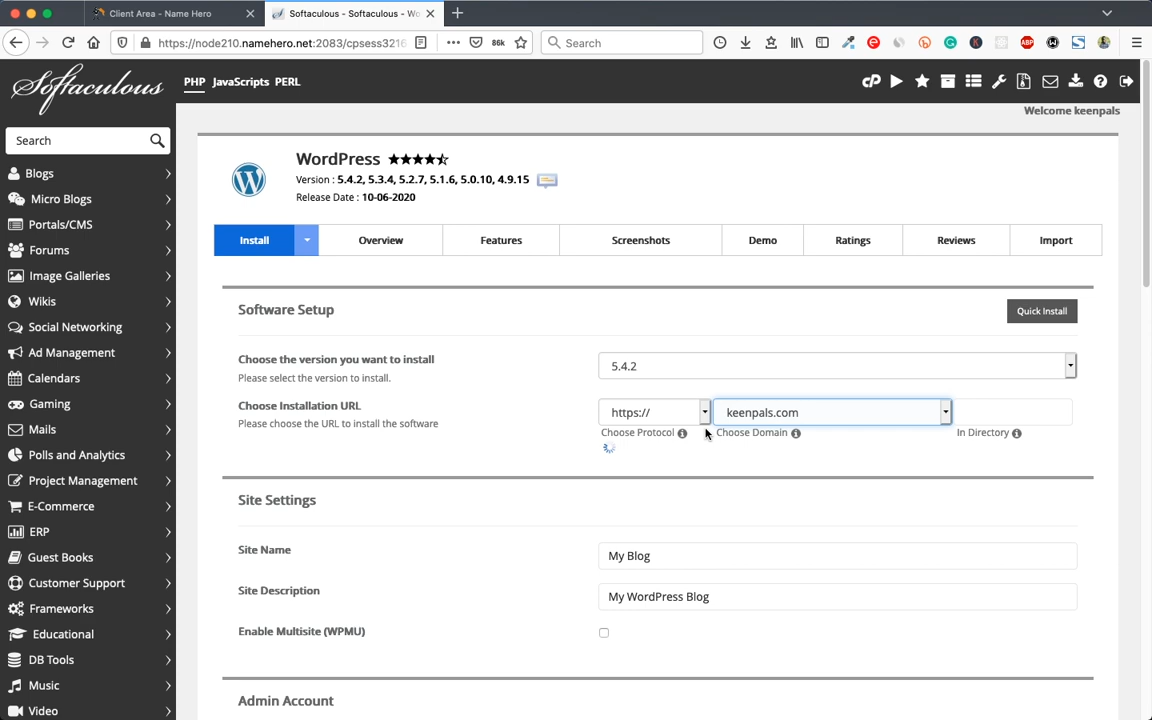 Client Area - Name Hero
Softaculous - Softaculous - Wo
https://node210.namehero.net:2083/cpsess3216
86k
Search
ABP
Softaculous
PHP JavaScripts PERL
Welcome keenpals
Search
Blogs
Micro Blogs
Portals/CMS
Forums
Image Galleries
Wikis
Social Networking
Ad Management
Calendars
Gaming
Mails
Polls and Analytics
Project Management
E-Commerce
ERP
Guest Books
Customer Support
Frameworks
Educational
DB Tools
Music
Video
WordPress
Version : 5.4.2, 5.3.4, 5.2.7, 5.1.6, 5.0.10, 4.9.15
Release Date : 10-06-2020
Install Overview Features Screenshots Demo Ratings Reviews Import
Software Setup
Quick Install
Choose the version you want to install
Please select the version to install.
5.4.2
Choose Installation URL
Please choose the URL to install the software
https:// keenpals.com
Choose Protocol Choose Domain In Directory
Site Settings
Site Name
My Blog
Site Description
My WordPress Blog
Enable Multisite (WPMU)
Admin Account